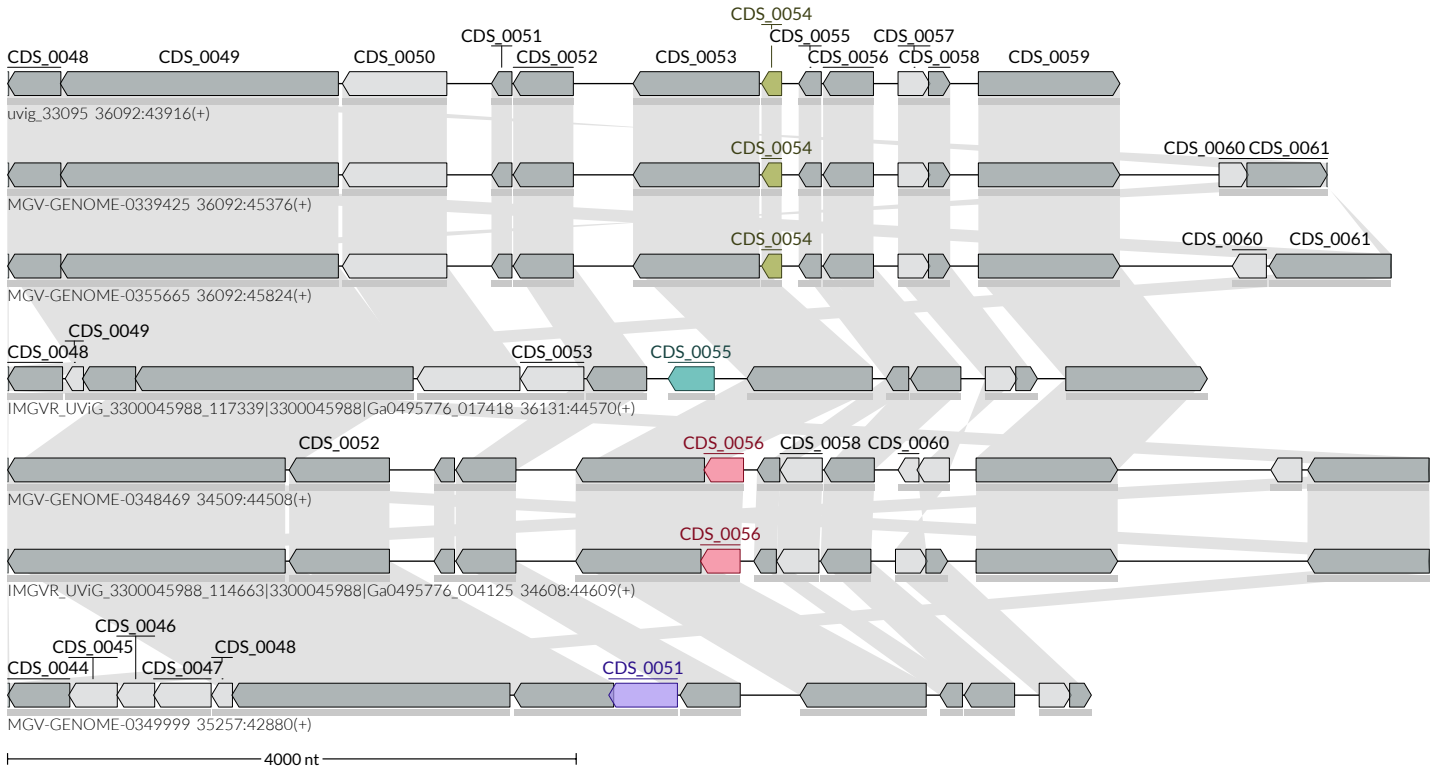 CDS_0054
CDS_0051 CDS_0055 CDS_0057
CDS_0048 CDS_0049 CDS_0050 CDS_0052 CDS_0053 CDS_0056 CDS_0058 CDS_0059
uvig_33095 36092:43916(+)
CDS_0054 CDS_0060 CDS_0061
MGV-GENOME-0339425 36092:45376(+)
CDS_0054 CDS_0060 CDS_0061
MGV-GENOME-0355665 36092:45824(+)
CDS_0049
CDS_0048 CDS_0053 CDS_0055
IMGVR_UViG_3300045988_117339|3300045988|Ga0495776_017418 36131:44570(+)
CDS_0052 CDS_0056 CDS_0058 CDS_0060
MGV-GENOME-0348469 34509:44508(+)
CDS_0056
IMGVR_UViG_3300045988_114663|3300045988|Ga0495776_004125 34608:44609(+)
CDS_0046
CDS_0045 CDS_0048
CDS_0044 CDS_0047 CDS_0051
MGV-GENOME-0349999 35257:42880(+)
4000 nt